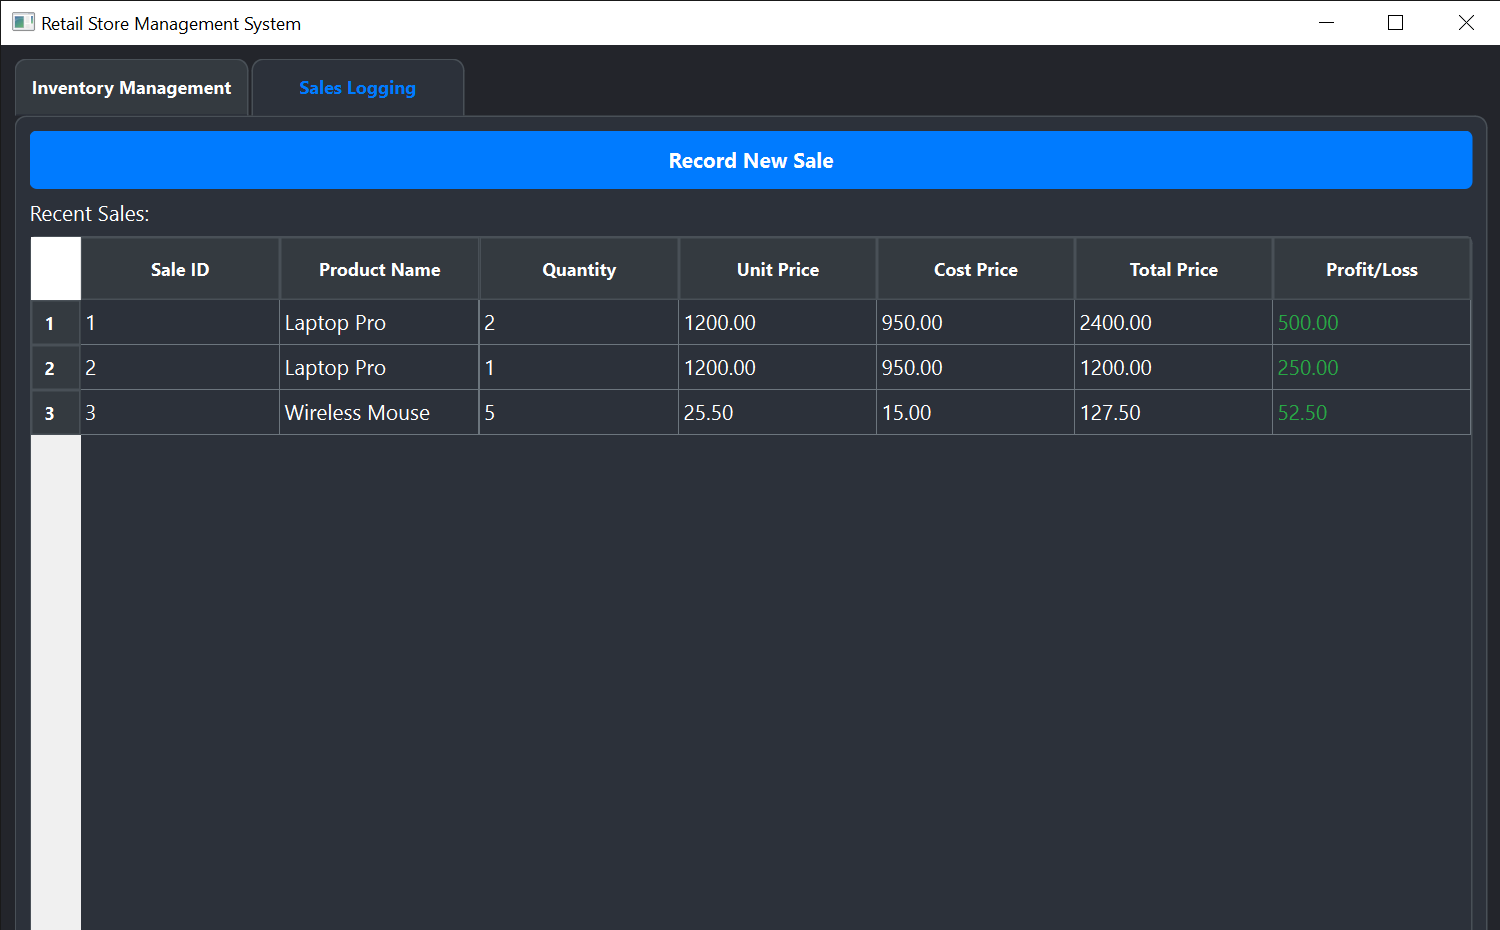 Retail Store Management System
Inventory Management Sales Logging
Record New Sale
Recent Sales:
Sale ID Product Name Quantity Unit Price Cost Price Total Price Profit/Loss
1 1 Laptop Pro 2 1200.00 950.00 2400.00 500.00
2 2 Laptop Pro 1 1200.00 950.00 1200.00 250.00
3 3 Wireless Mouse 5 25.50 15.00 127.50 52.50